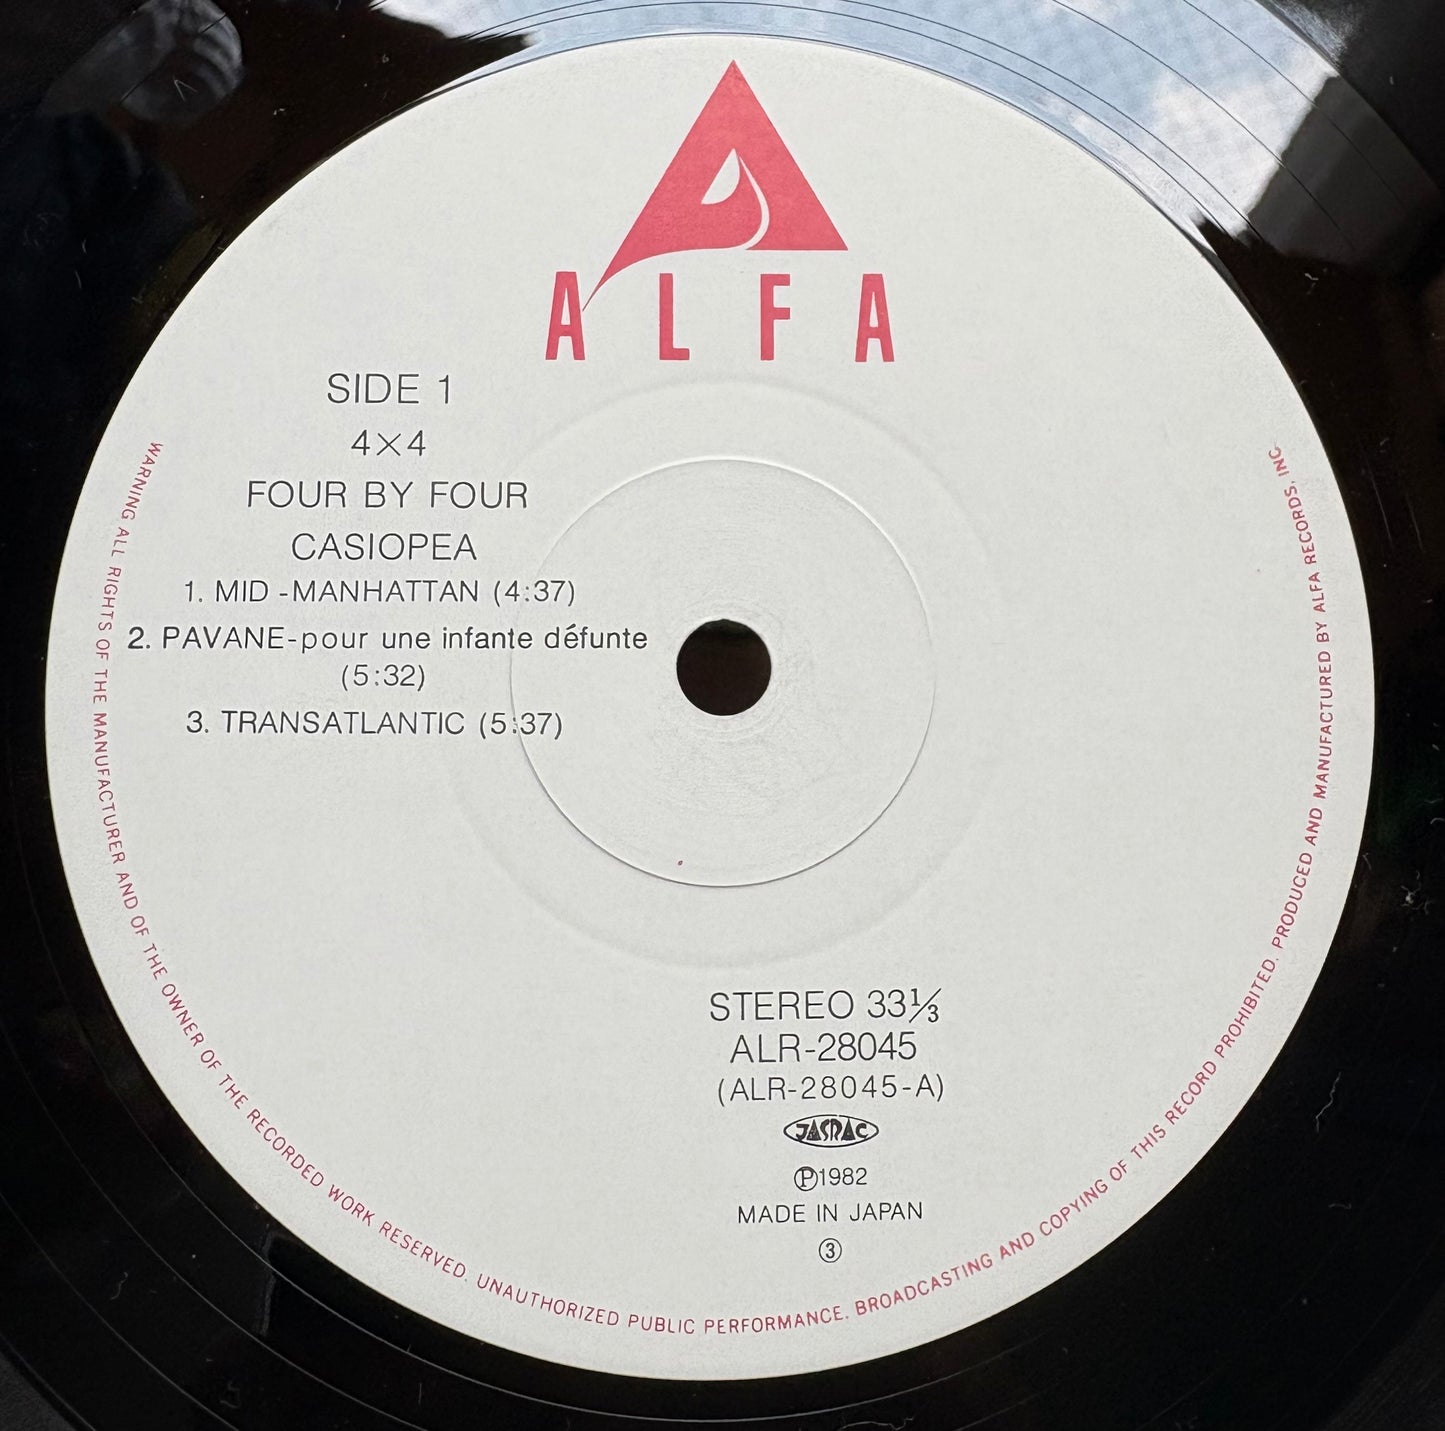 ALFA
SIDE 1
4×4
FOUR BY FOUR
CASIOPEA
1. MID -MANHATTAN (4:37)
2. PAVANE-pour une infante défunte
(5:32)
3. TRANSATLANTIC (5:37)
STEREO 33⅓
ALR-28045
(ALR-28045-A)
JASRAC
Ⓟ1982
MADE IN JAPAN
③
WARNING ALL RIGHTS OF THE MANUFACTURER AND OF THE OWNER OF THE RECORDED WORK RESERVED. UNAUTHORIZED PUBLIC PERFORMANCE. BROADCASTING AND COPYING OF THIS RECORD PROHIBITED. PRODUCED AND MANUFACTURED BY ALFA RECORDS, INC